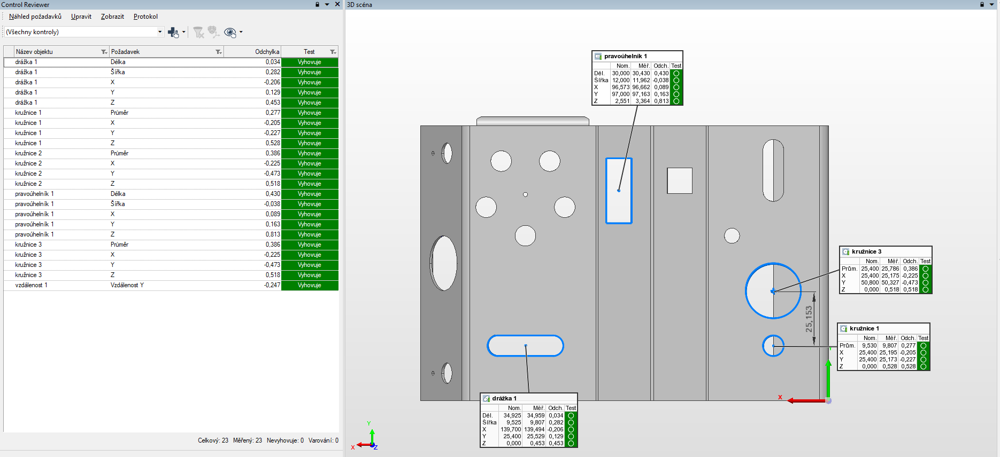 Control Reviewer
Náhled požadavků Upravit Zobrazit Protokol
(Všechny kontroly)
Název objektu Požadavek Odchylka Test
drážka 1 Délka 0,034 Vyhovuje
drážka 1 Šířka 0,282 Vyhovuje
drážka 1 X -0,206 Vyhovuje
drážka 1 Y 0,129 Vyhovuje
drážka 1 Z 0,453 Vyhovuje
kružnice 1 Průměr 0,277 Vyhovuje
kružnice 1 X -0,205 Vyhovuje
kružnice 1 Y -0,227 Vyhovuje
kružnice 1 Z 0,528 Vyhovuje
kružnice 2 Průměr 0,386 Vyhovuje
kružnice 2 X -0,225 Vyhovuje
kružnice 2 Y -0,473 Vyhovuje
kružnice 2 Z 0,518 Vyhovuje
pravoúhelník 1 Délka 0,430 Vyhovuje
pravoúhelník 1 Šířka -0,038 Vyhovuje
pravoúhelník 1 X 0,089 Vyhovuje
pravoúhelník 1 Y 0,163 Vyhovuje
pravoúhelník 1 Z 0,813 Vyhovuje
kružnice 3 Průměr 0,386 Vyhovuje
kružnice 3 X -0,225 Vyhovuje
kružnice 3 Y -0,473 Vyhovuje
kružnice 3 Z 0,518 Vyhovuje
vzdálenost 1 Vzdálenost Y -0,247 Vyhovuje
Celkový: 23 Měřený: 23 Nevyhovuje: 0 Varování: 0
3D scéna
pravoúhelník 1
Nom. Měř. Odch. Test
Dél. 30,000 30,430 0,430
Šířka 12,000 11,962 -0,038
X 96,573 96,662 0,089
Y 97,000 97,163 0,163
Z 2,551 3,364 0,813
kružnice 3
Nom. Měř. Odch. Test
Prům. 25,400 25,786 0,386
X 25,400 25,175 -0,225
Y 50,800 50,327 -0,473
Z 0,000 0,518 0,518
25,153
kružnice 1
Nom. Měř. Odch. Test
Prům. 9,530 9,807 0,277
X 25,400 25,195 -0,205
Y 25,400 25,173 -0,227
Z 0,000 0,528 0,528
X
drážka 1
Nom. Měř. Odch. Test
Dél. 34,925 34,959 0,034
Šířka 9,525 9,807 0,282
X 139,700 139,494 -0,206
Y 25,400 25,529 0,129
Z 0,000 0,453 0,453
Y
X Z